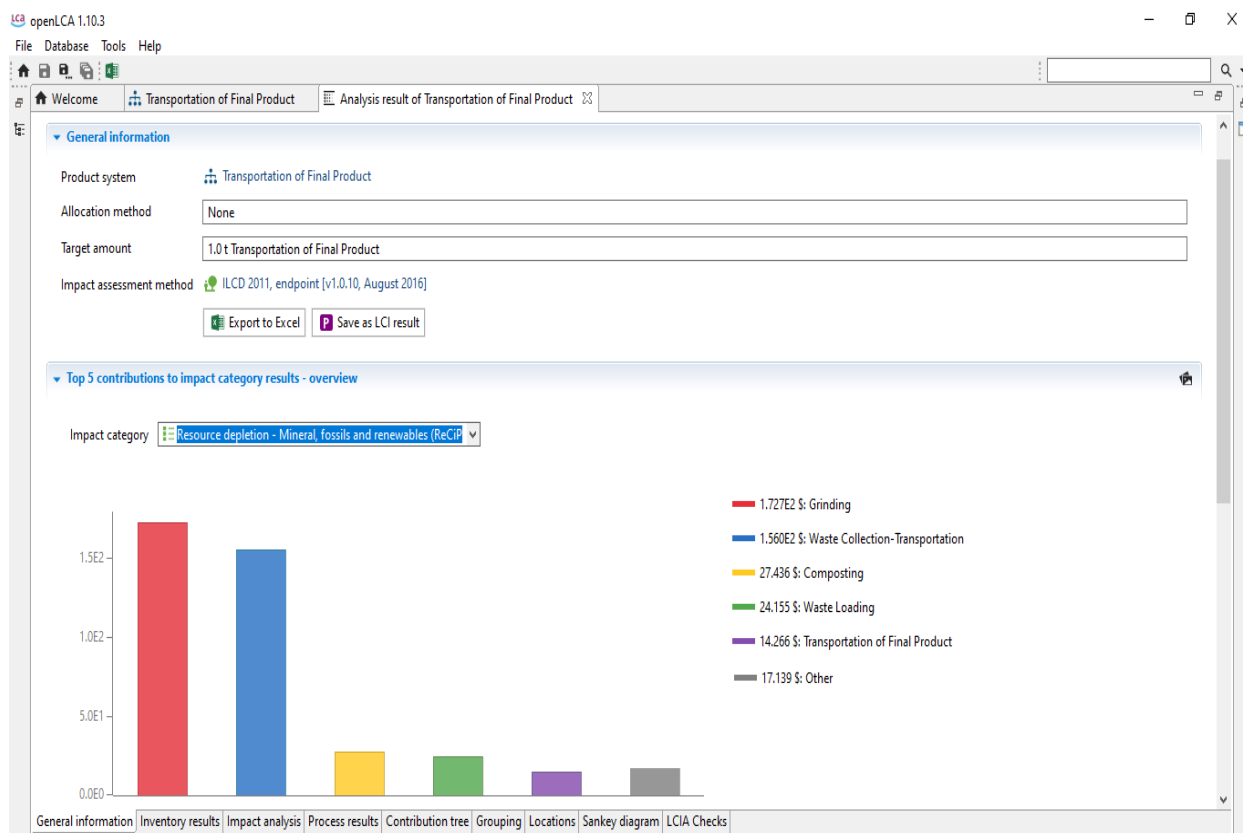 LCA openLCA 1.10.3
File Database Tools Help
Welcome Transportation of Final Product Analysis result of Transportation of Final Product
General information
Product system Transportation of Final Product
Allocation method None
Target amount 1.0 t Transportation of Final Product
Impact assessment method ILCD 2011, endpoint [v1.0.10, August 2016]
Export to Excel P Save as LCI result
Top 5 contributions to impact category results - overview
Impact category Resource depletion - Mineral, fossils and renewables (ReCiP
1.727E2 $: Grinding
1.560E2 $: Waste Collection-Transportation
27.436 $: Composting
24.155 $: Waste Loading
14.266 $: Transportation of Final Product
17.139 $: Other
1.5E2
1.0E2
5.0E1
0.0E0
General information Inventory results Impact analysis Process results Contribution tree Grouping Locations Sankey diagram LCIA Checks